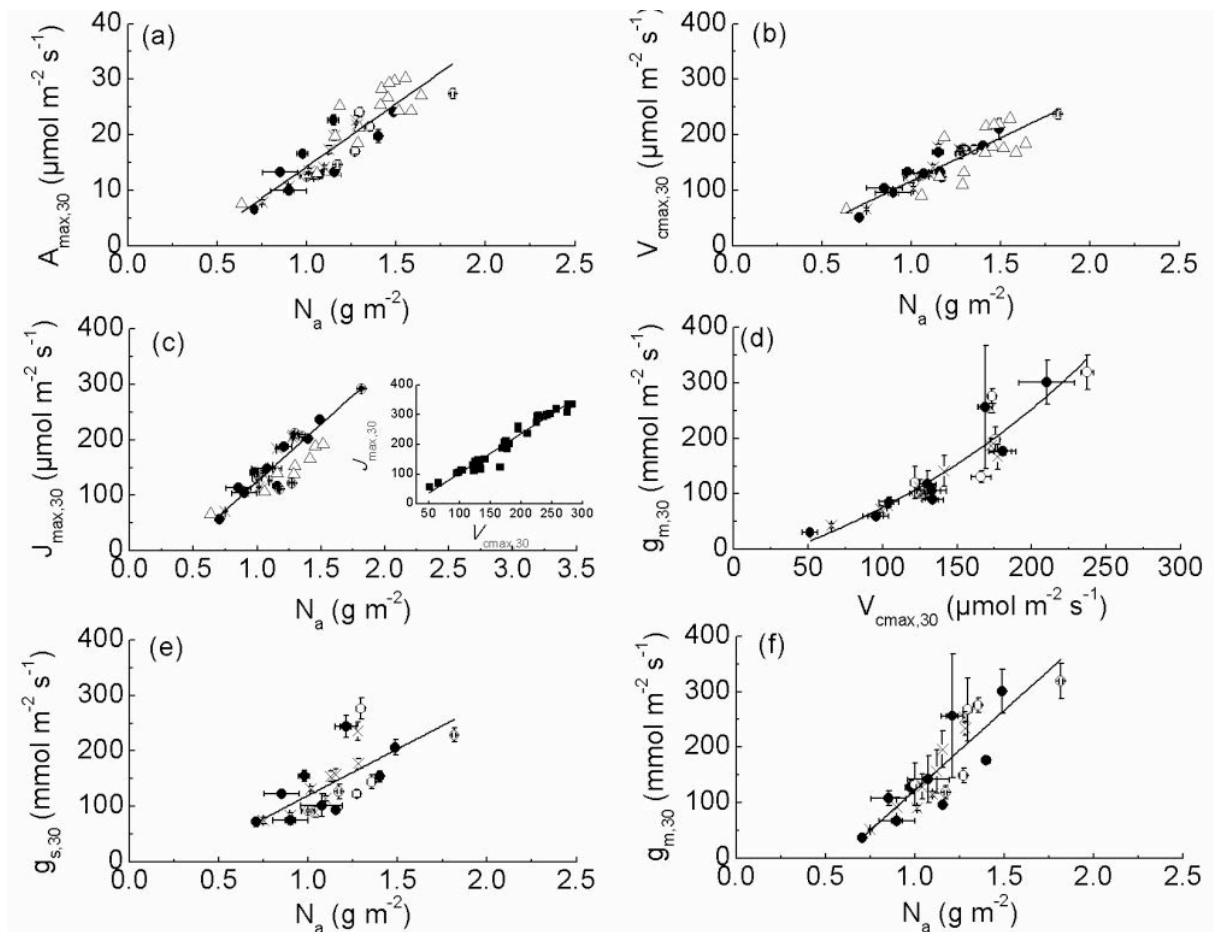 (a)
A_max,30 (µmol m⁻² s⁻¹)
40
30
20
10
0
0.0 0.5 1.0 1.5 2.0 2.5
N_a (g m⁻²)
(b)
V_cmax,30 (µmol m⁻² s⁻¹)
400
300
200
100
0
0.0 0.5 1.0 1.5 2.0 2.5
N_a (g m⁻²)
(c)
J_max,30 (µmol m⁻² s⁻¹)
400
300
200
100
0
0.0 0.5 1.0 1.5 2.0 2.5 3.0 3.5
N_a (g m⁻²)
J_max,30
400
300
200
100
0
50 100 150 200 250 300
V_cmax,30
(d)
g_m,30 (mmol m⁻² s⁻¹)
400
300
200
100
0
0 50 100 150 200 250 300
V_cmax,30 (µmol m⁻² s⁻¹)
(e)
g_s,30 (mmol m⁻² s⁻¹)
400
300
200
100
0
0.0 0.5 1.0 1.5 2.0 2.5
N_a (g m⁻²)
(f)
g_m,30 (mmol m⁻² s⁻¹)
400
300
200
100
0
0.0 0.5 1.0 1.5 2.0 2.5
N_a (g m⁻²)